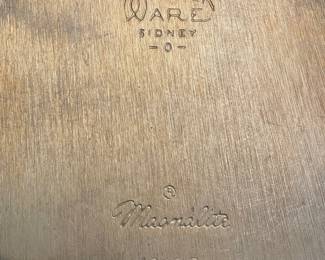 WARE
SIDNEY
-O-
®
Magnalite